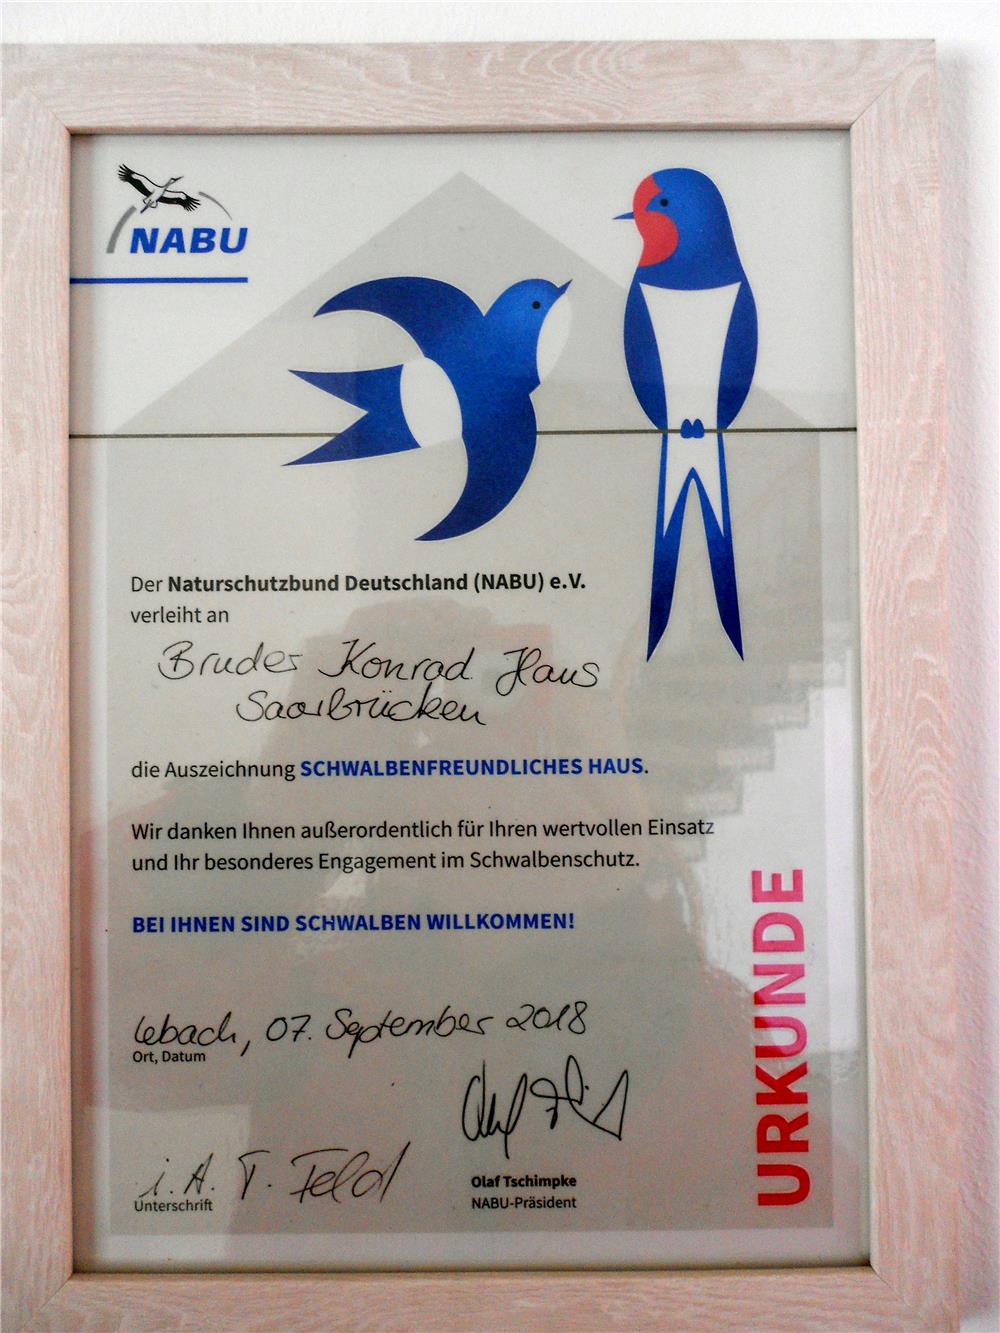 NABU
Der Naturschutzbund Deutschland (NABU) e.V.
verleiht an
Bruder Konrad Haus
Saarbrücken
die Auszeichnung SCHWALBENFREUNDLICHES HAUS.
Wir danken Ihnen außerordentlich für Ihren wertvollen Einsatz
und Ihr besonderes Engagement im Schwalbenschutz.
BEI IHNEN SIND SCHWALBEN WILLKOMMEN!
Lebach, 07. September 2018
Ort, Datum
i. A. T. Feld
Unterschrift
Olaf Tschimpke
NABU-Präsident
URKUNDE